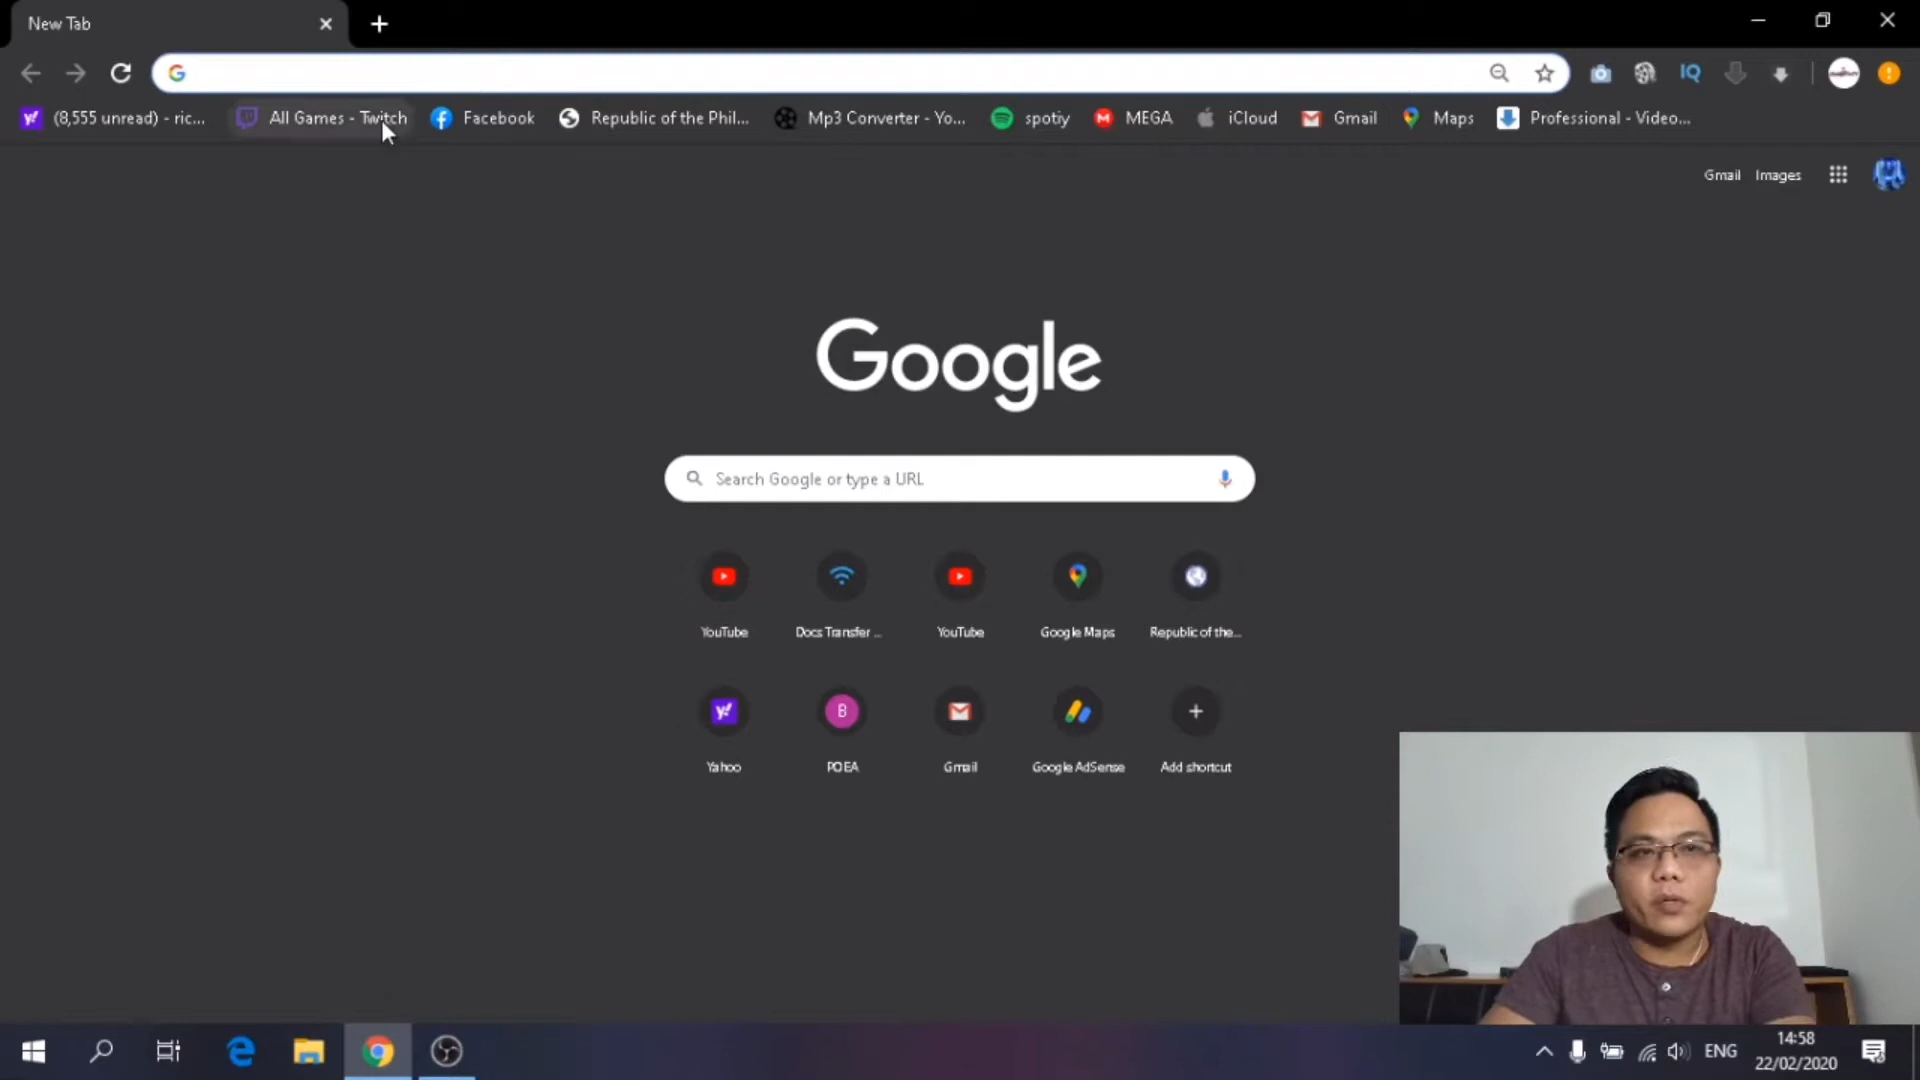 New Tab
(8,555 unread) - ric... All Games - Twitch Facebook Republic of the Phil... Mp3 Converter - Yo... spotiy MEGA iCloud Gmail Maps Professional - Video...
Gmail Images
Google
Search Google or type a URL
YouTube Docs Transfer ... YouTube Google Maps Republic of the...
Yahoo POEA Gmail Google AdSense Add shortcut
B
IQ
ENG
14:58
22/02/2020